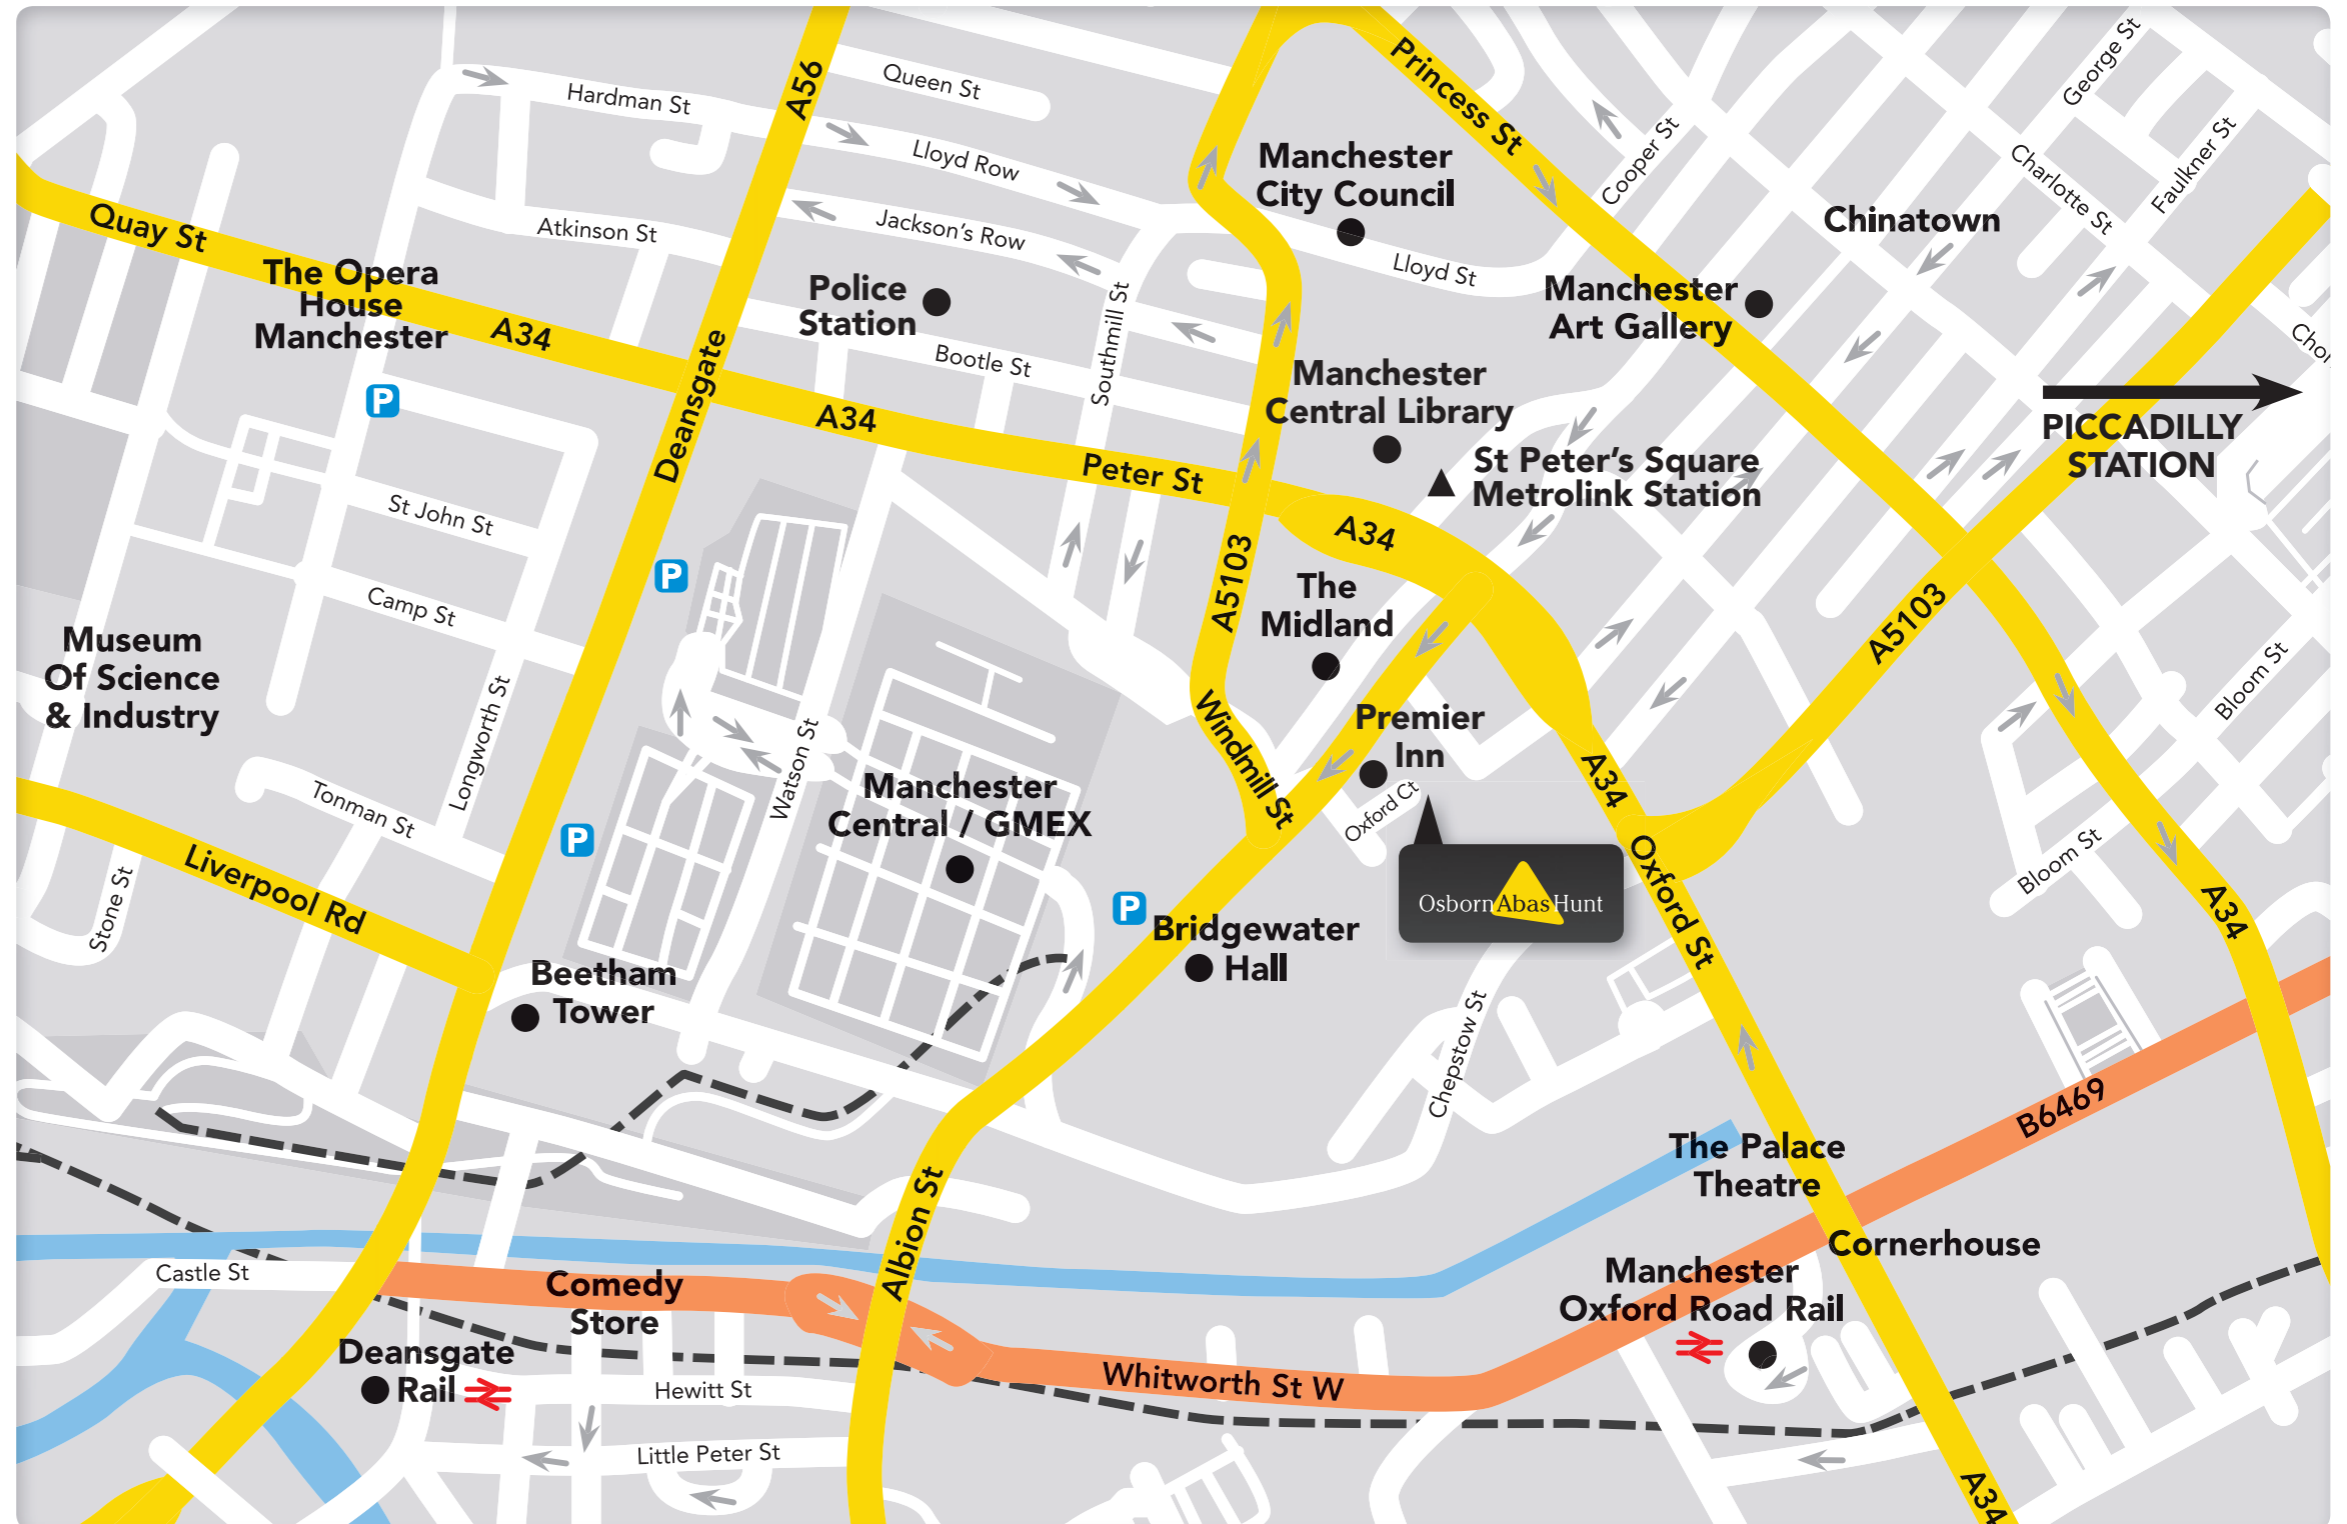 A56
Queen St
Hardman St
Princess St
George St
Cooper St
Faulkner St
Charlotte St
Lloyd Row
Manchester
City Council
Chinatown
Quay St
Atkinson St
Jackson's Row
Lloyd St
The Opera
House
Manchester
A34
Police
Station
Southmill St
Manchester
Art Gallery
Bootle St
Deansgate
A34
Manchester
Central Library
P
PICCADILLY
STATION
Peter St
St Peter's Square
Metrolink Station
St John St
A34
A5103
P
Camp St
The
Midland
A5103
Museum
Of Science
& Industry
Longworth St
Bloom St
Windmill St
Premier
Inn
Watson St
A34
Tonman St
Manchester
Central / GMEX
Oxford Ct
P
Liverpool Rd
Stone St
Oxford St
Bloom St
OsbornAbasHunt
P
Bridgewater
Hall
A34
Beetham
Tower
Chepstow St
B6469
The Palace
Theatre
Albion St
Cornerhouse
Castle St
Comedy
Store
Manchester
Oxford Road Rail
Deansgate
Rail
Hewitt St
Whitworth St W
Little Peter St
A34